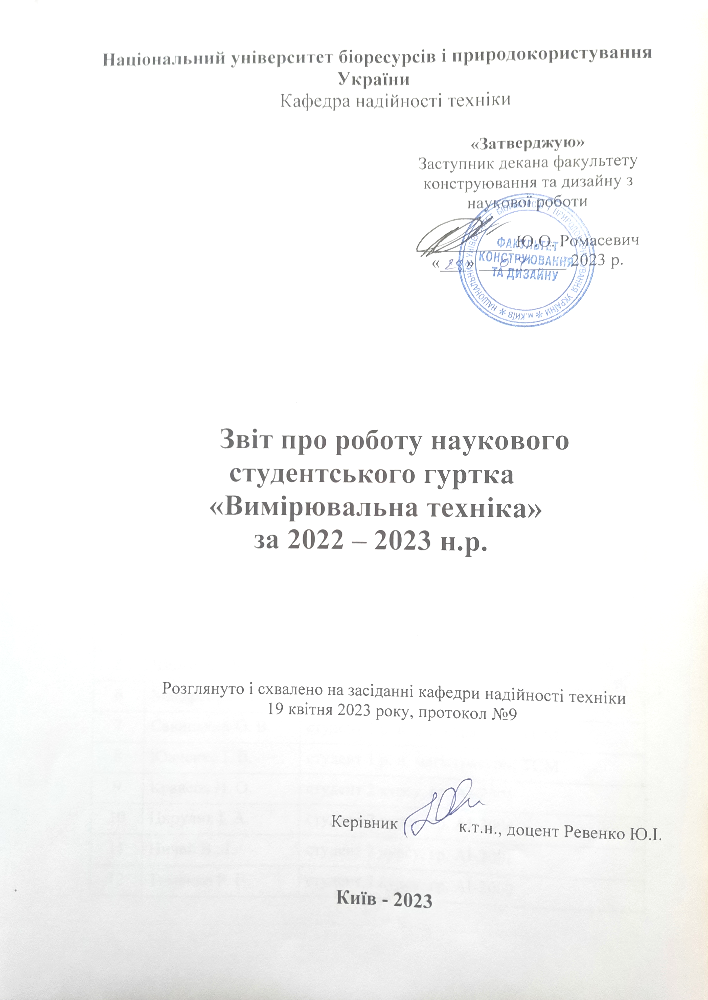 Національний університет біоресурсів і природокористування
України
Кафедра надійності техніки
«Затверджую»
Заступник декана факультету
конструювання та дизайну з
наукової роботи
Ю.О. Ромасевич
«28» 04 2023 р.
НАЦІОНАЛЬНИЙ УНІВЕРСИТЕТ БІОРЕСУРСІВ І ПРИРОДОКОРИСТУВАННЯ УКРАЇНИ * м.КИЇВ *
ФАКУЛЬТЕТ
КОНСТРУЮВАННЯ
ТА ДИЗАЙНУ
Звіт про роботу наукового
студентського гуртка
«Вимірювальна техніка»
за 2022 – 2023 н.р.
Розглянуто і схвалено на засіданні кафедри надійності техніки
19 квітня 2023 року, протокол №9
Керівник к.т.н., доцент Ревенко Ю.І.
Київ - 2023